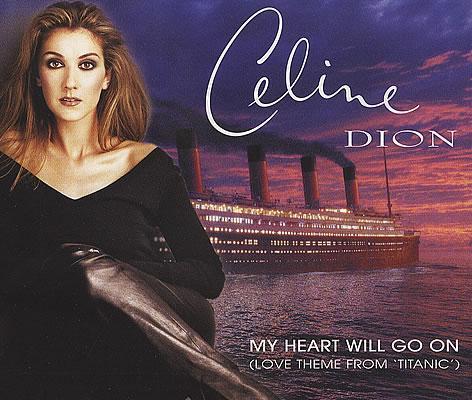 Celine
DION
MY HEART WILL GO ON
(LOVE THEME FROM ‘TITANIC’)